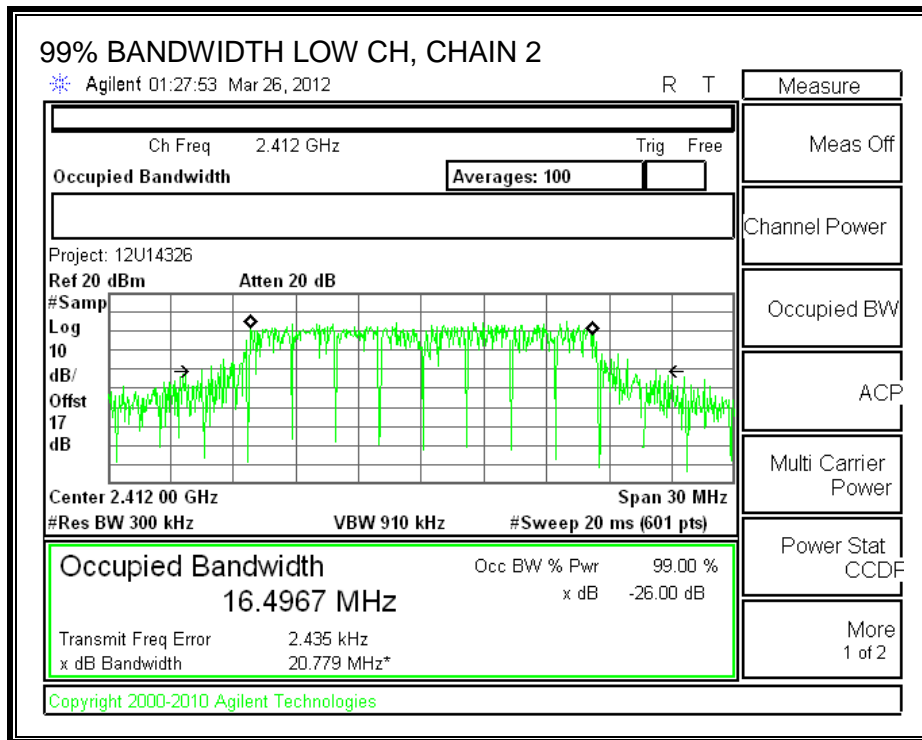 99% BANDWIDTH LOW CH, CHAIN 2
Agilent 01:27:53 Mar 26, 2012 R T
Measure
Ch Freq 2.412 GHz Trig Free
Meas Off
Occupied Bandwidth Averages: 100
Channel Power
Project: 12U14326
Ref 20 dBm Atten 20 dB
#Samp
Log
10
dB/
Offst
17
dB
Occupied BW
ACP
Multi Carrier
Power
Center 2.412 00 GHz Span 30 MHz
#Res BW 300 kHz VBW 910 kHz #Sweep 20 ms (601 pts)
Power Stat
CCDF
Occupied Bandwidth Occ BW % Pwr 99.00 %
16.4967 MHz x dB -26.00 dB
Transmit Freq Error 2.435 kHz
x dB Bandwidth 20.779 MHz*
More
1 of 2
Copyright 2000-2010 Agilent Technologies